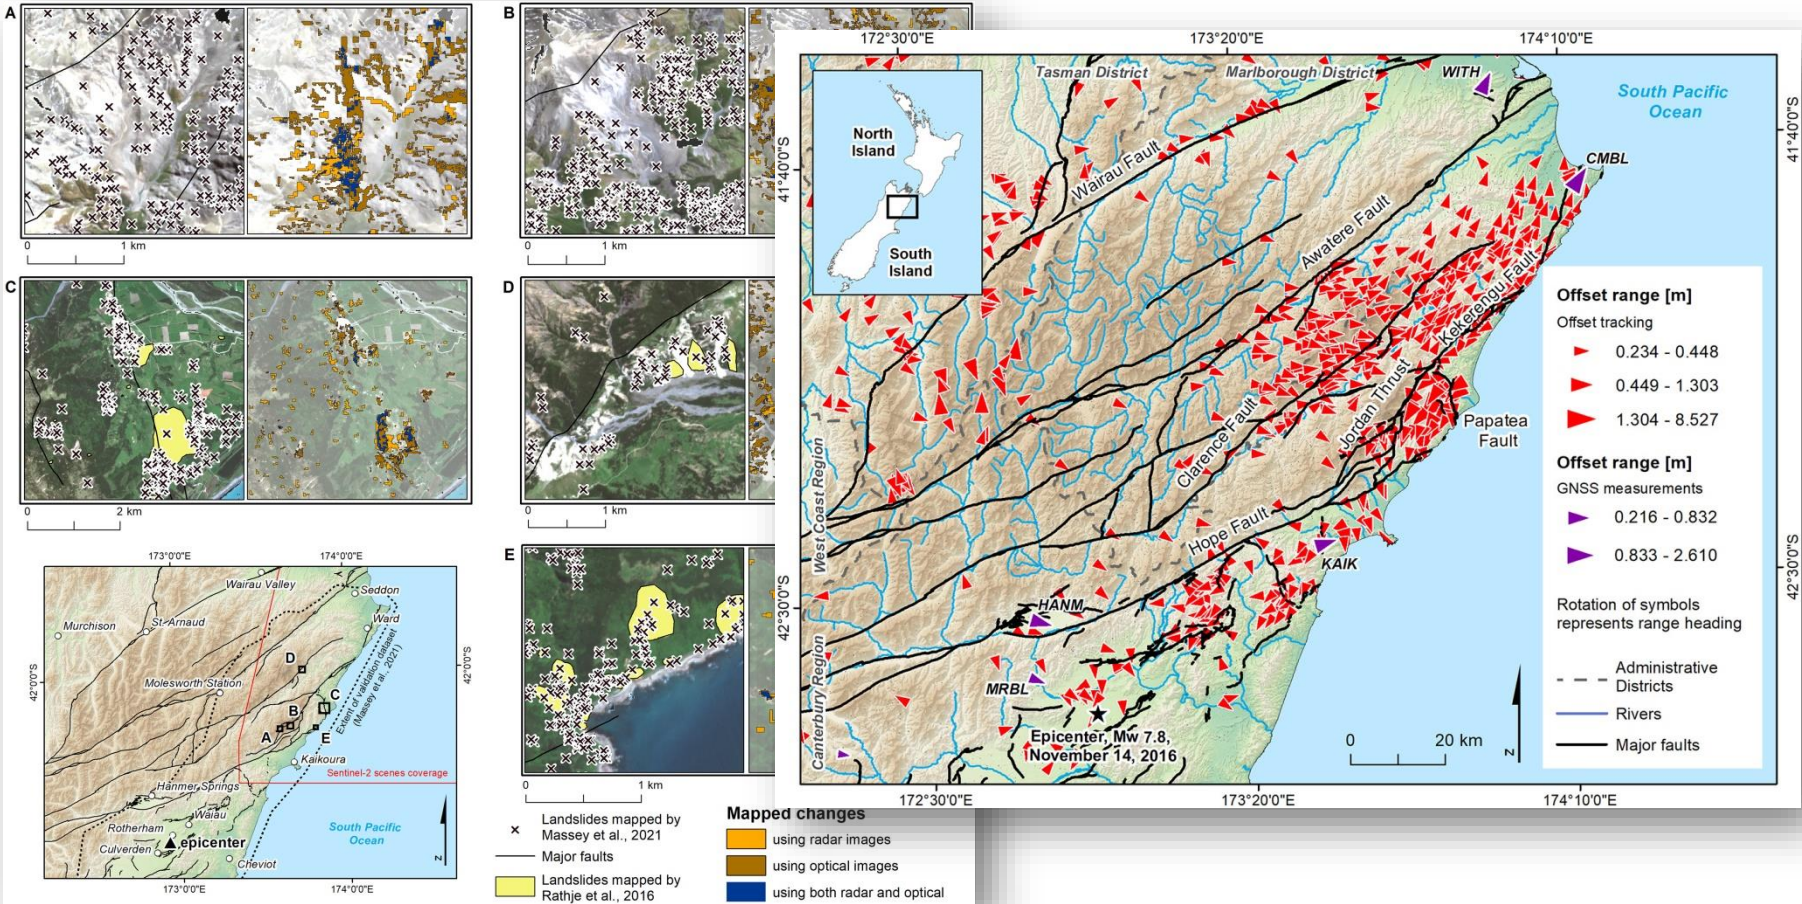 A
0
1 km
B
0
1 km
C
0
2 km
D
0
1 km
E
0
1 km
173°0'0"E
174°0'0"E
42°0'0"S
42°0'0"S
Wairau Valley
Seddon
Murchison
St. Arnaud
Ward
D
Molesworth Station
C
B
A
E
Extent of validation dataset
(Massey et al., 2021)
Kaikoura
Sentinel-2 scenes coverage
Hanmer Springs
Waiau
Rotherham
epicenter
Culverden
Cheviot
South Pacific
Ocean
N
173°0'0"E
174°0'0"E
Landslides mapped by
Massey et al., 2021
Major faults
Landslides mapped by
Rathje et al., 2016
Mapped changes
using radar images
using optical images
using both radar and optical
172°30'0"E
173°20'0"E
174°10'0"E
41°40'0"S
41°40'0"S
42°30'0"S
42°30'0"S
Tasman District
Marlborough District
WITH
South Pacific
Ocean
North
Island
South
Island
Wairau Fault
CMBL
Awatere Fault
Kekerengu Fault
Jordan Thrust
Clarence Fault
Papatea
Fault
West Coast Region
Hope Fault
KAIK
HANM
MRBL
Canterbury Region
Epicenter, Mw 7.8,
November 14, 2016
0
20 km
N
Offset range [m]
Offset tracking
0.234 - 0.448
0.449 - 1.303
1.304 - 8.527
Offset range [m]
GNSS measurements
0.216 - 0.832
0.833 - 2.610
Rotation of symbols
represents range heading
Administrative
Districts
Rivers
Major faults
172°30'0"E
173°20'0"E
174°10'0"E